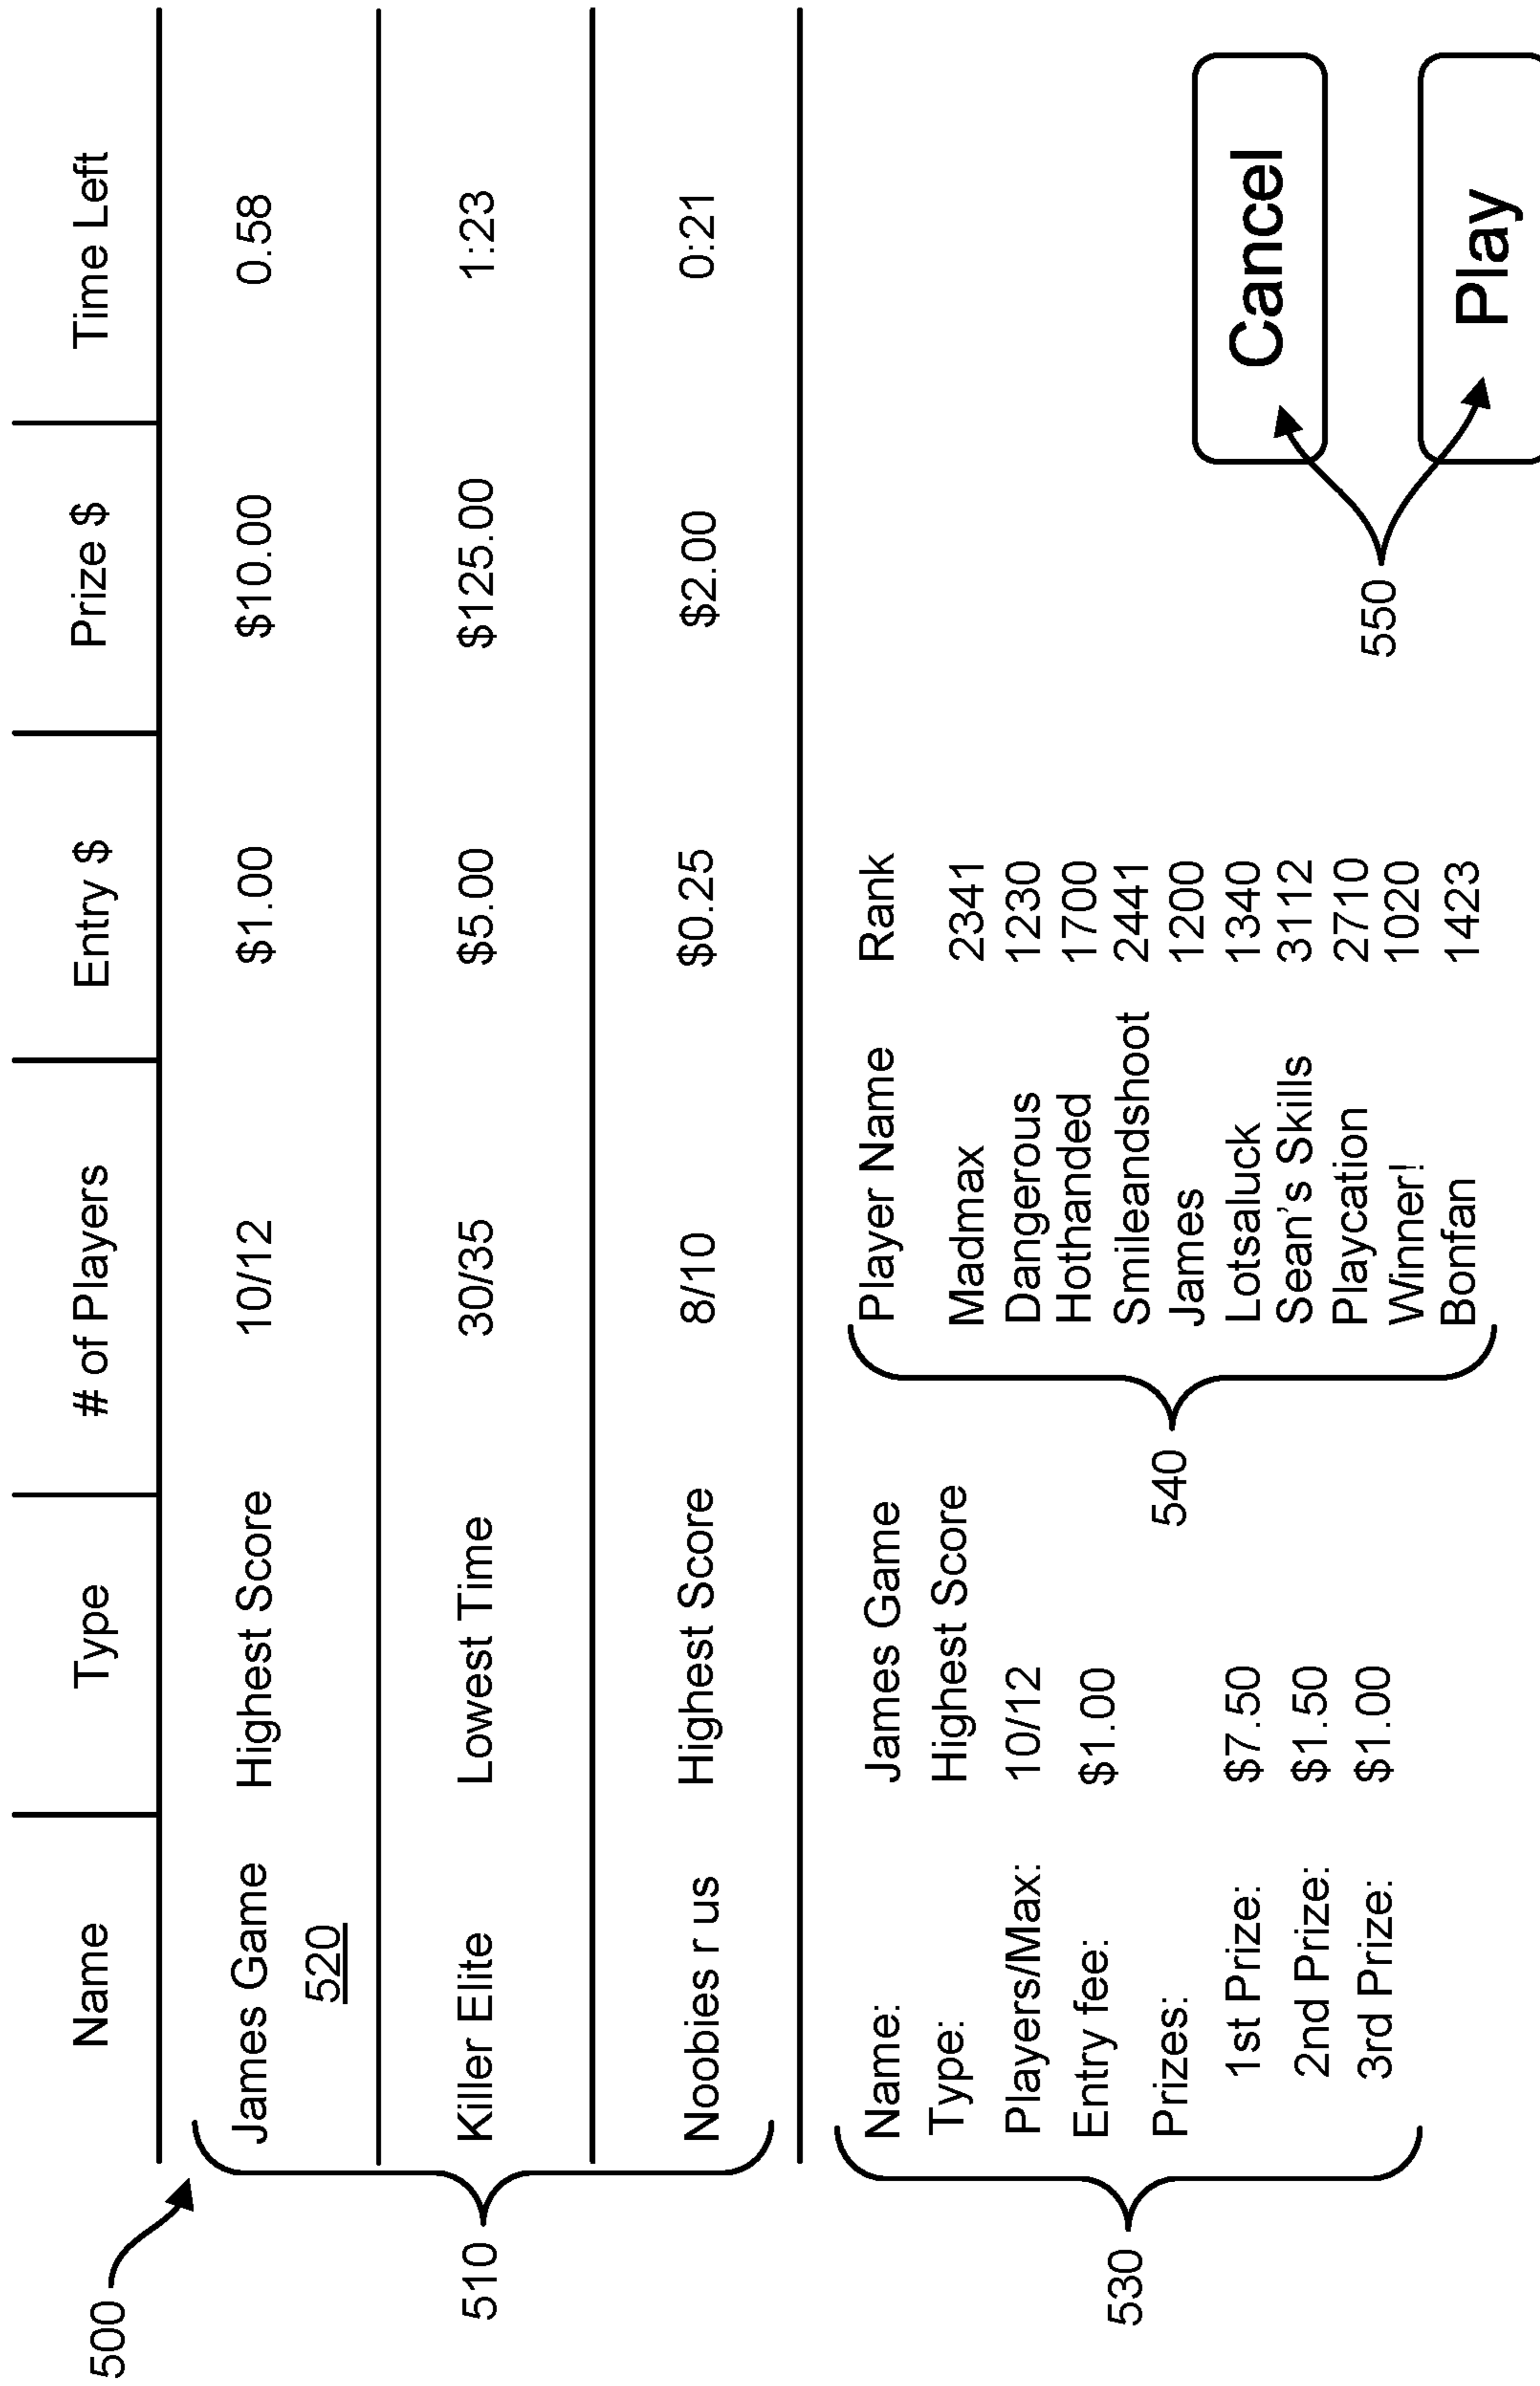 500
Name Type # of Players Entry $ Prize $ Time Left
James Game Highest Score 10/12 $1.00 $10.00 0.58
520
510
Killer Elite Lowest Time 30/35 $5.00 $125.00 1:23
Noobies r us Highest Score 8/10 $0.25 $2.00 0:21
530
Name: James Game
Type: Highest Score
Players/Max: 10/12
Entry fee: $1.00
Prizes:
1st Prize: $7.50
2nd Prize: $1.50
3rd Prize: $1.00
540
Player Name Rank
Madmax 2341
Dangerous 1230
Hothanded 1700
Smileandshoot 2441
James 1200
Lotsaluck 1340
Sean's Skills 3112
Playcation 2710
Winner! 1020
Bonfan 1423
550
Cancel
Play